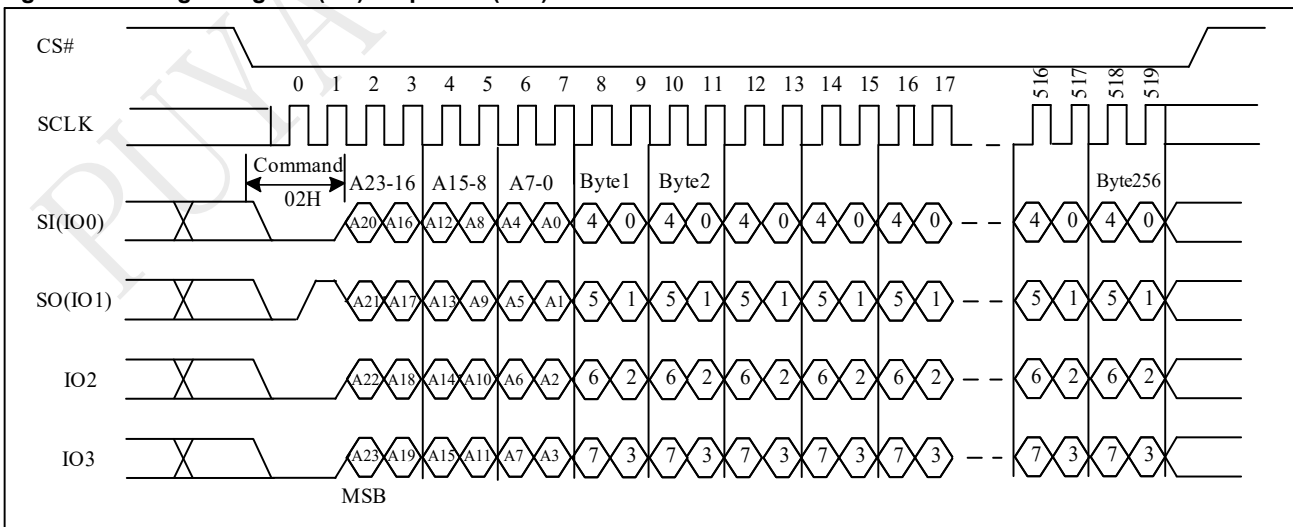 PUYA
CS#
0 1 2 3 4 5 6 7 8 9 10 11 12 13 14 15 16 17 516 517 518 519
SCLK
Command
02H
A23-16 A15-8 A7-0 Byte1 Byte2 Byte256
SI(IO0) A20 A16 A12 A8 A4 A0 4 0 4 0 4 0 4 0 4 0 4 0 4 0
SO(IO1) A21 A17 A13 A9 A5 A1 5 1 5 1 5 1 5 1 5 1 5 1 5 1
IO2 A22 A18 A14 A10 A6 A2 6 2 6 2 6 2 6 2 6 2 6 2 6 2
IO3 A23 A19 A15 A11 A7 A3 7 3 7 3 7 3 7 3 7 3 7 3 7 3
MSB